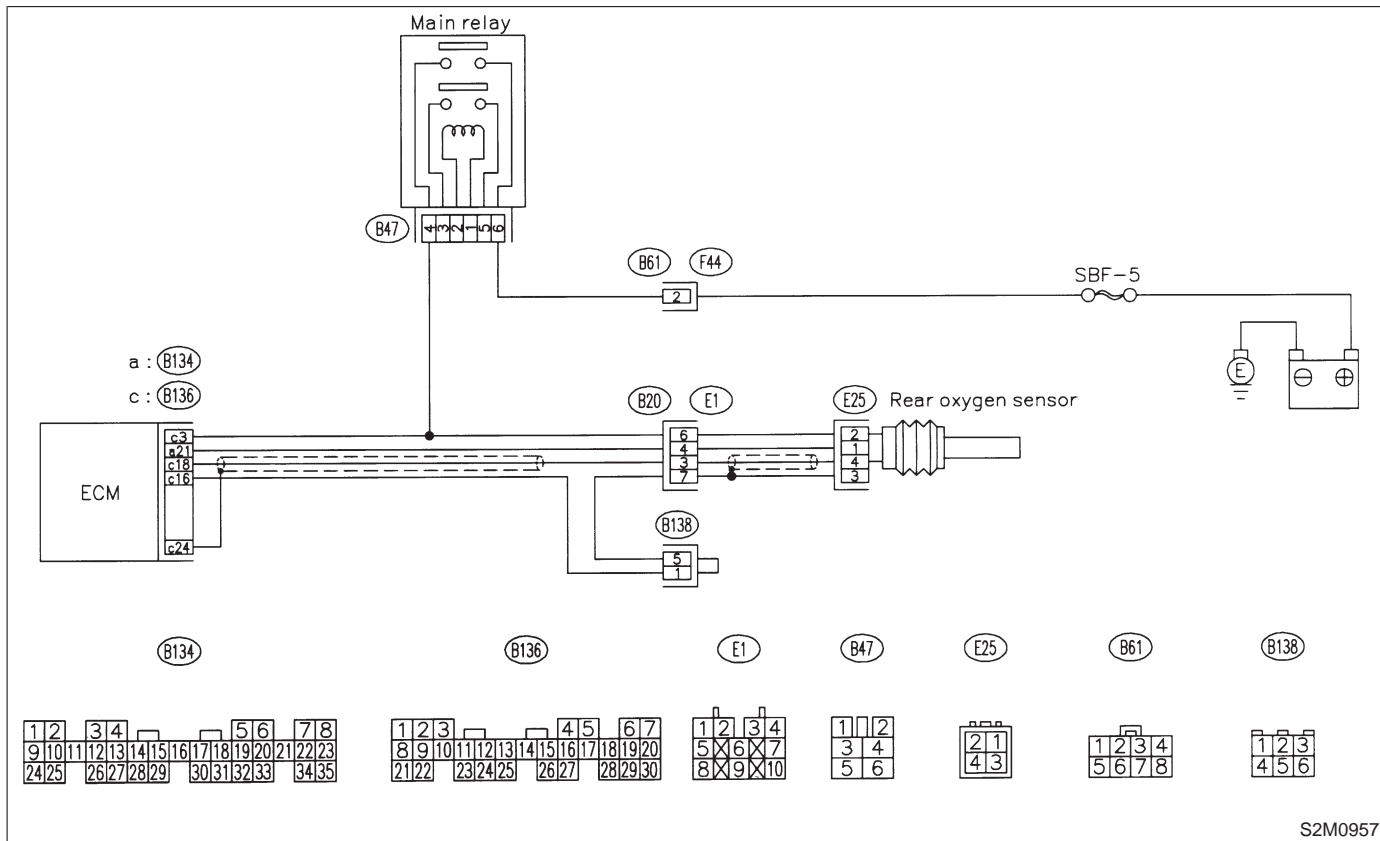 Main relay
B47
4 3 2 1 5 6
B61 F44
2
SBF-5
E
a : B134
c : B136
B20 E1
E25 Rear oxygen sensor
ECM
c3
a21
c18
c16
c24
6
4
3
7
2
1
4
3
B138
5
1
B134 B136 E1 B47 E25 B61 B138
1 2 3 4 5 6 7 8
9 10 11 12 13 14 15 16 17 18 19 20 21 22 23
24 25 26 27 28 29 30 31 32 33 34 35
1 2 3 4 5 6 7
8 9 10 11 12 13 14 15 16 17 18 19 20
21 22 23 24 25 26 27 28 29 30
1 2 3 4
5 6 7
8 9 10
1 2
3 4
5 6
2 1
4 3
1 2 3 4
5 6 7 8
1 2 3
4 5 6
S2M0957